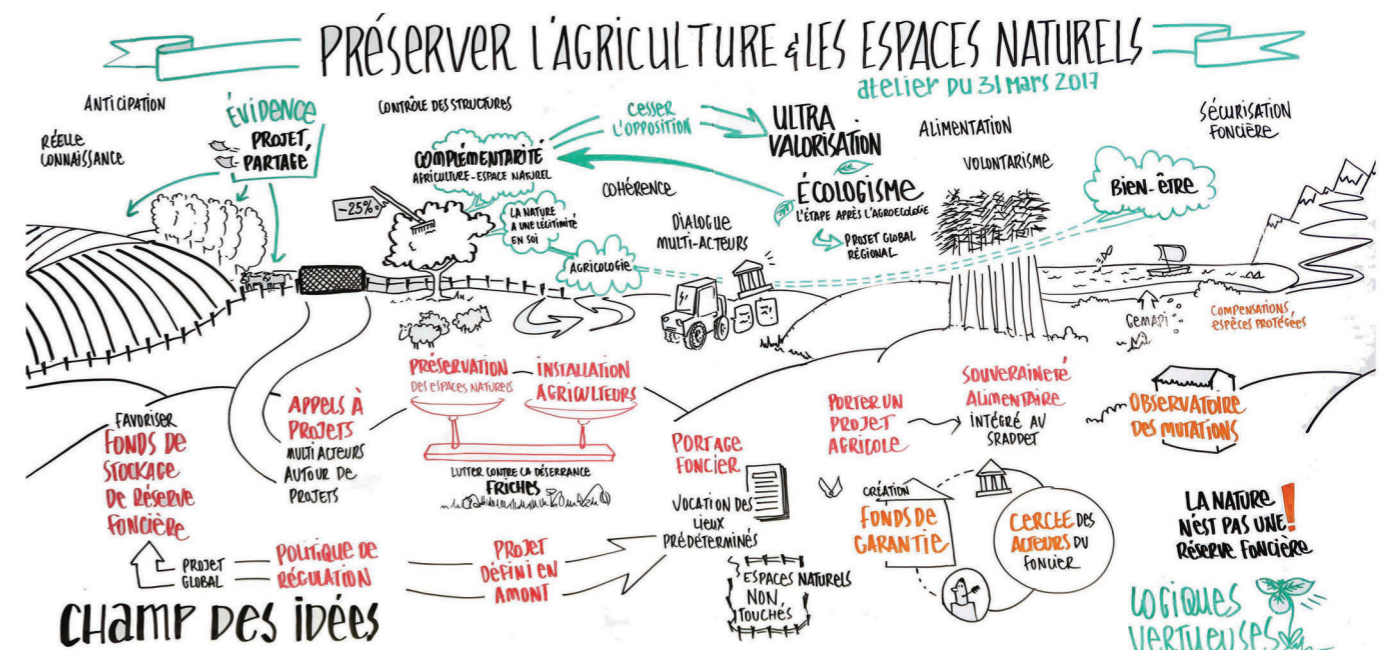 PRÉSERVER L'AGRICULTURE & LES ESPACES NATURELS
atelier DU 31 Mars 2017
ANTICIPATION
RÉELLE
CONNAISSANCE
ÉVIDENCE
PROJET,
PARTAGE
CONTRÔLE DES STRUCTURES
COMPLÉMENTARITÉ
AGRICULTURE-ESPACE NATUREL
-25%
LA NATURE
A UNE LÉGITIMITÉ
EN SOI
AGRICOLOGIE
CESSER
L'OPPOSITION
COHÉRENCE
DIALOGUE
MULTI-ACTEURS
ULTRA
VALORISATION
ÉCOLOGISME
L'ÉTAPE APRÈS L'AGROECOLOGIE
PROJET GLOBAL
RÉGIONAL
ALIMENTATION
VOLONTARISME
BIEN-ÊTRE
SÉCURISATION
FONCIÈRE
GEMAPI
COMPENSATIONS,
ESPÈCES PROTÉGÉES
FAVORISER
FONDS DE
STOCKAGE
DE RÉSERVE
FONCIÈRE
APPELS À
PROJETS
MULTI ACTEURS
AUTOUR DE
PROJETS
PRÉSERVATION
DES ESPACES NATURELS
INSTALLATION
AGRICULTEURS
LUTTER CONTRE LA DÉSERRANCE
FRICHES
PROJET
GLOBAL
POLITIQUE DE
RÉGULATION
PROJET
DÉFINI EN
AMONT
PORTAGE
FONCIER
VOCATION DES
LIEUX
PRÉDÉTERMINÉS
ESPACES NATURELS
NON
TOUCHÉS
PORTER UN
PROJET
AGRICOLE
SOUVERAINETÉ
ALIMENTAIRE
INTÉGRÉ AU
SRADDET
OBSERVATOIRE
DES MUTATIONS
CRÉATION
FONDS DE
GARANTIE
CERCLE DES
ACTEURS DU
FONCIER
LA NATURE
N'EST PAS UNE
RÉSERVE FONCIÈRE !
CHAMP DES IDÉES
LOGIQUES
VERTUEUSES